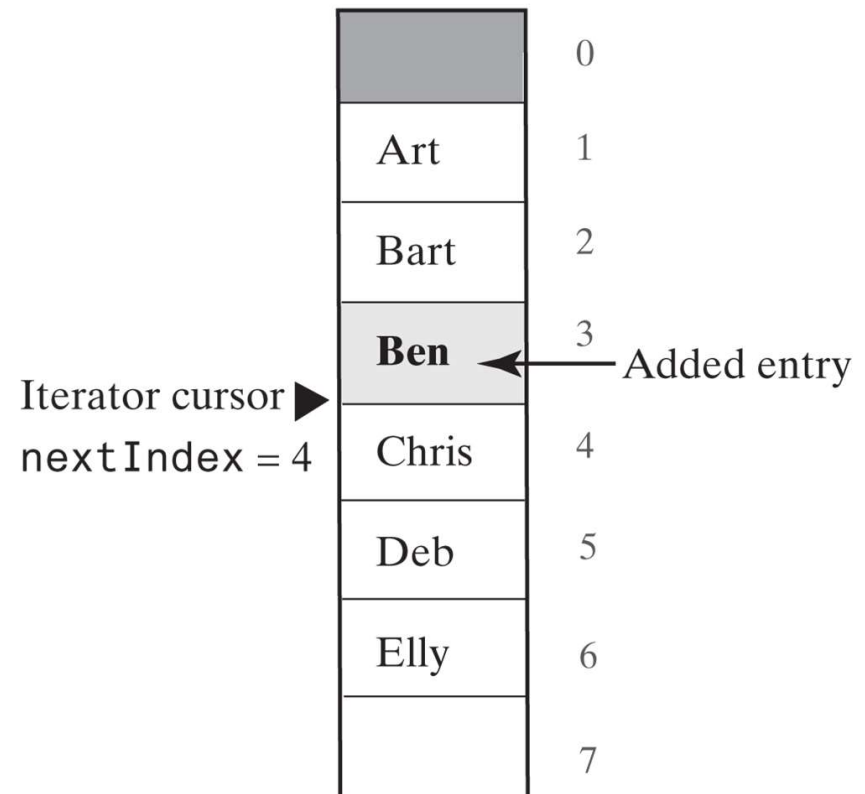 0
Art 1
Bart 2
Ben 3
Added entry
Iterator cursor
nextIndex = 4
Chris 4
Deb 5
Elly 6
7